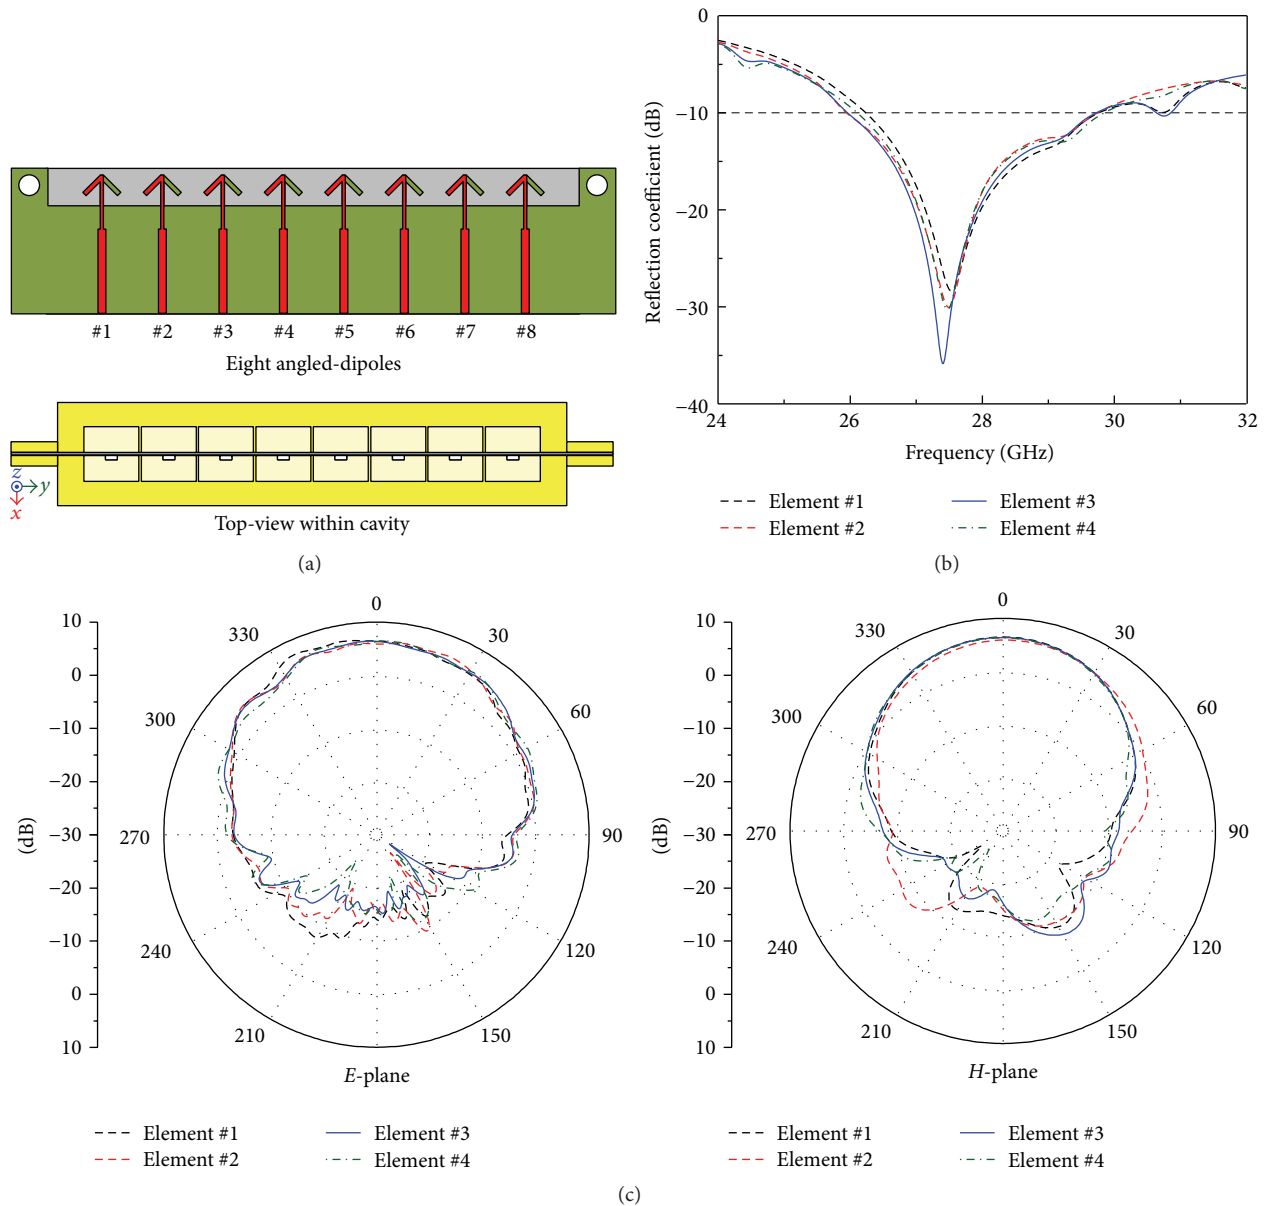 #1 #2 #3 #4 #5 #6 #7 #8
Eight angled-dipoles
z
y
x
Top-view within cavity
(a)
0
−10
−20
−30
−40
Reflection coefficient (dB)
24 26 28 30 32
Frequency (GHz)
Element #1
Element #2
Element #3
Element #4
(b)
10
0
−10
−20
−30
−20
−10
0
10
(dB)
0
30
60
90
120
150
210
240
270
300
330
E-plane
Element #1
Element #2
Element #3
Element #4
10
0
−10
−20
−30
−20
−10
0
10
(dB)
0
30
60
90
120
150
210
240
270
300
330
H-plane
Element #1
Element #2
Element #3
Element #4
(c)